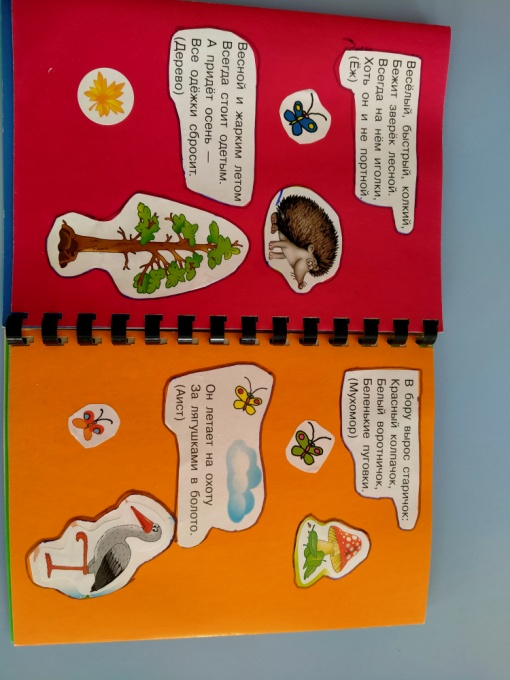 Весёлый, быстрый, колкий,
Бежит зверёк лесной.
Всегда на нём иголки,
Хоть он и не портной.
(Ёж)
Весной и жарким летом
Всегда стоит одетым.
А придёт осень —
Все одёжки сбросит.
(Дерево)
В бору вырос старичок:
Красный колпачок,
Белый воротничок,
Беленькие пуговки.
(Мухомор)
Он летает на охоту
За лягушками в болото.
(Аист)